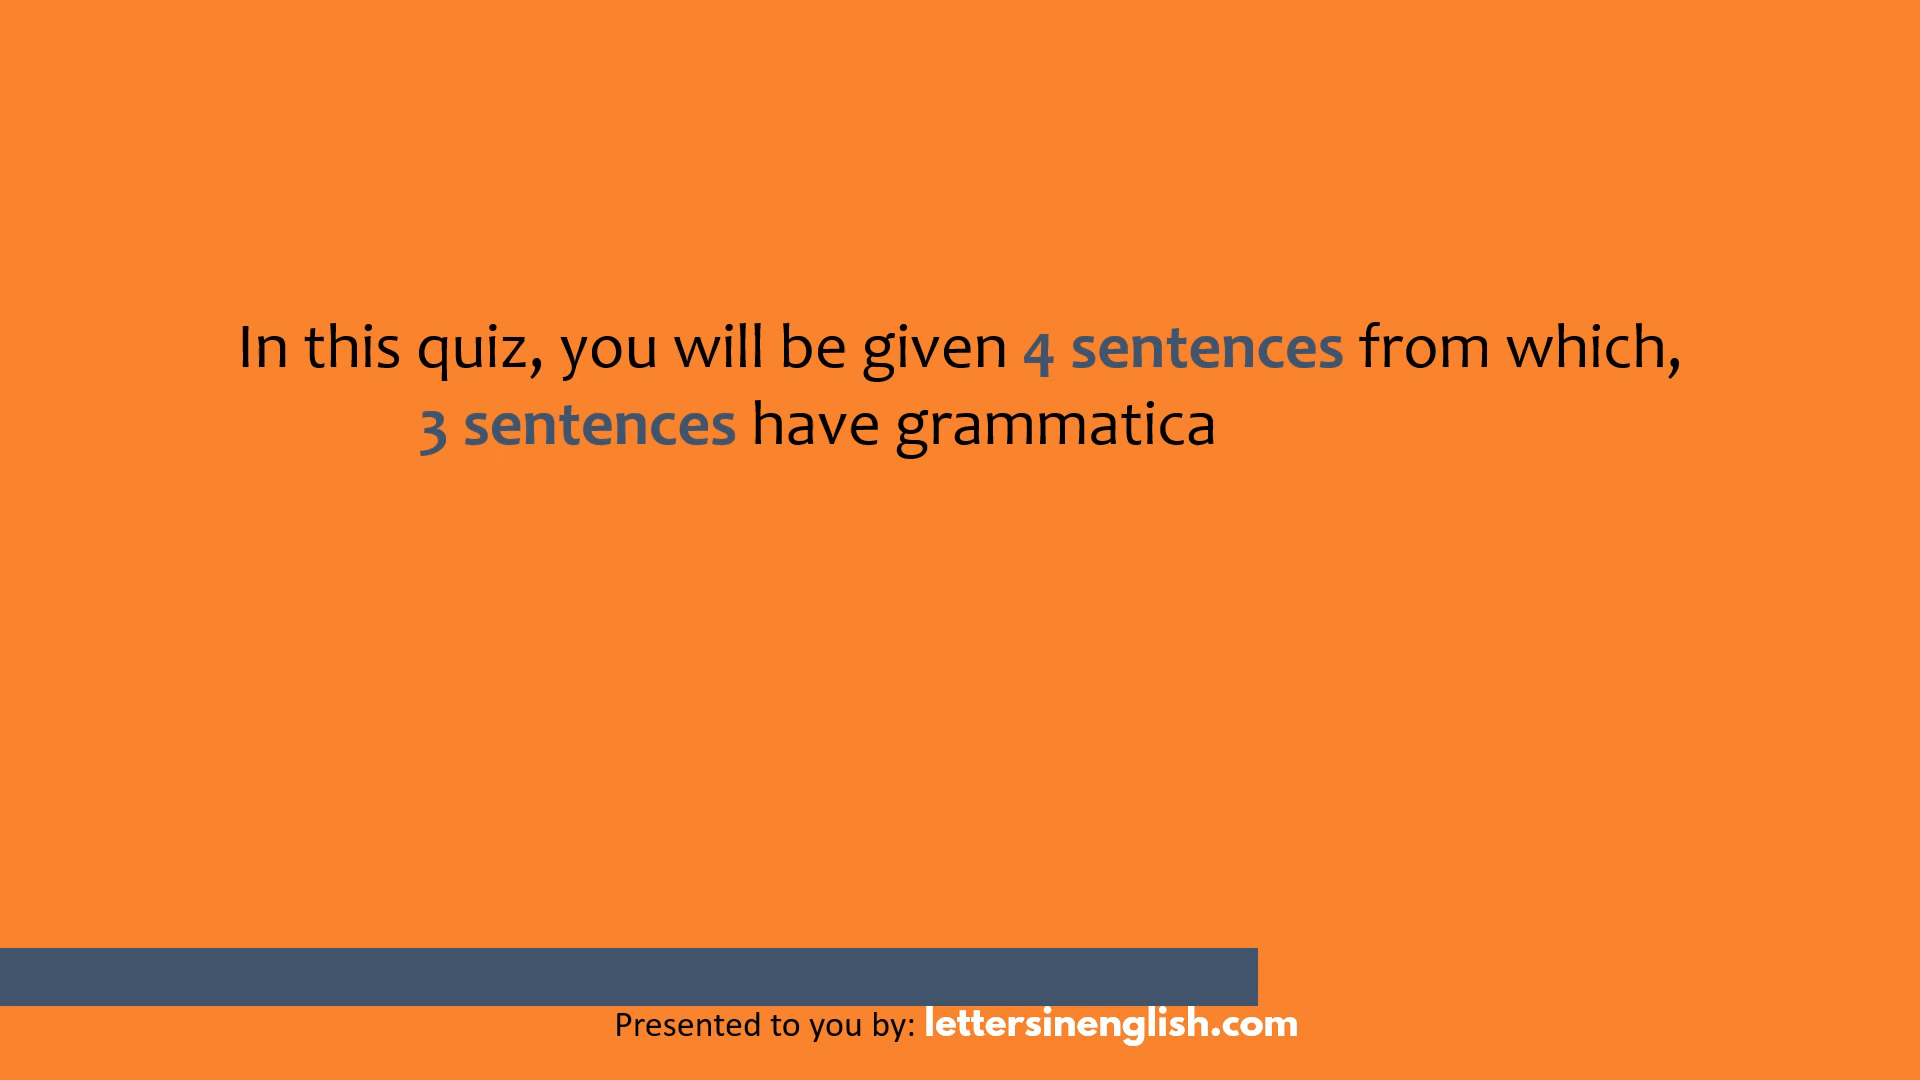 In this quiz, you will be given 4 sentences from which,
3 sentences have grammatica
Presented to you by: lettersinenglish.com